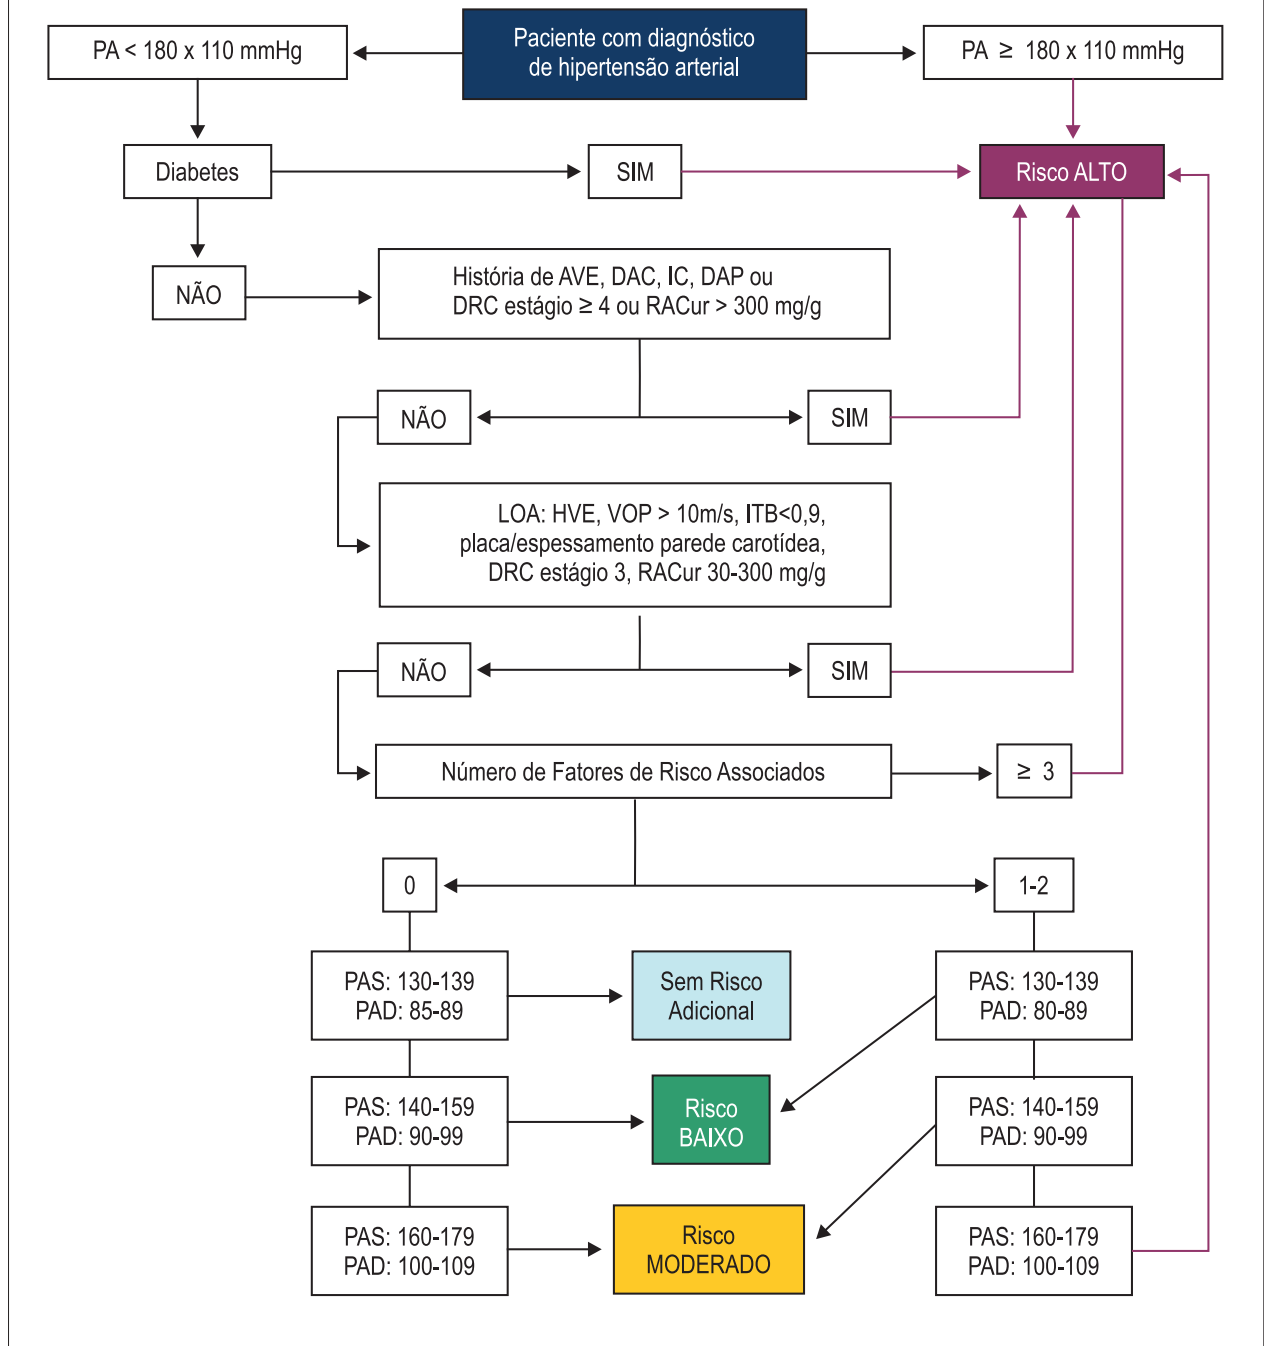 PA < 180 x 110 mmHg
Paciente com diagnóstico
de hipertensão arterial
PA ≥ 180 x 110 mmHg
Diabetes
SIM
Risco ALTO
NÃO
História de AVE, DAC, IC, DAP ou
DRC estágio ≥ 4 ou RACur > 300 mg/g
NÃO
SIM
LOA: HVE, VOP > 10m/s, ITB<0,9,
placa/espessamento parede carotídea,
DRC estágio 3, RACur 30-300 mg/g
NÃO
SIM
Número de Fatores de Risco Associados
≥ 3
0
1-2
PAS: 130-139
PAD: 85-89
Sem Risco
Adicional
PAS: 130-139
PAD: 80-89
PAS: 140-159
PAD: 90-99
Risco
BAIXO
PAS: 140-159
PAD: 90-99
PAS: 160-179
PAD: 100-109
Risco
MODERADO
PAS: 160-179
PAD: 100-109